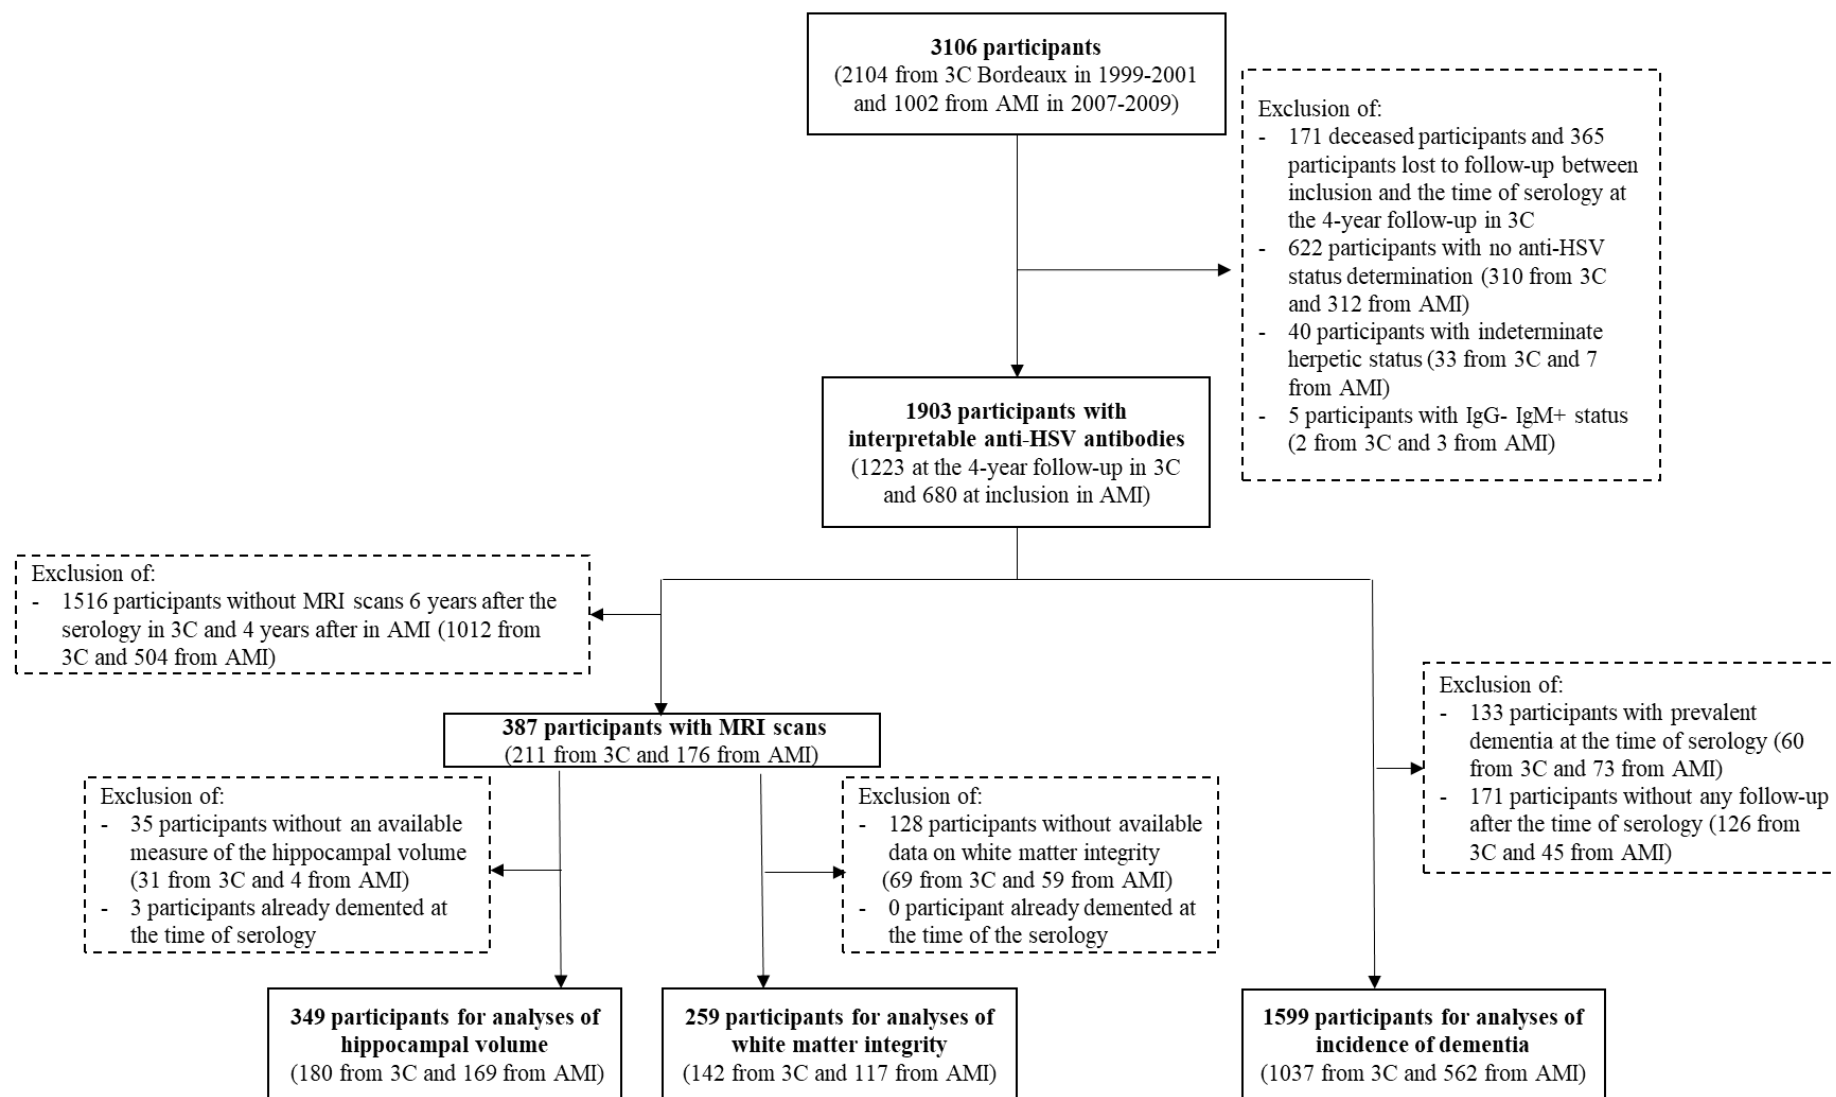 3106 participants
(2104 from 3C Bordeaux in 1999-2001
and 1002 from AMI in 2007-2009)
Exclusion of:
- 171 deceased participants and 365
participants lost to follow-up between
inclusion and the time of serology at
the 4-year follow-up in 3C
- 622 participants with no anti-HSV
status determination (310 from 3C
and 312 from AMI)
- 40 participants with indeterminate
herpetic status (33 from 3C and 7
from AMI)
- 5 participants with IgG- IgM+ status
(2 from 3C and 3 from AMI)
1903 participants with
interpretable anti-HSV antibodies
(1223 at the 4-year follow-up in 3C
and 680 at inclusion in AMI)
Exclusion of:
- 1516 participants without MRI scans 6 years after the
serology in 3C and 4 years after in AMI (1012 from
3C and 504 from AMI)
387 participants with MRI scans
(211 from 3C and 176 from AMI)
Exclusion of:
- 133 participants with prevalent
dementia at the time of serology (60
from 3C and 73 from AMI)
- 171 participants without any follow-up
after the time of serology (126 from
3C and 45 from AMI)
Exclusion of:
- 35 participants without an available
measure of the hippocampal volume
(31 from 3C and 4 from AMI)
- 3 participants already demented at
the time of serology
Exclusion of:
- 128 participants without available
data on white matter integrity
(69 from 3C and 59 from AMI)
- 0 participant already demented at
the time of the serology
349 participants for analyses of
hippocampal volume
(180 from 3C and 169 from AMI)
259 participants for analyses of
white matter integrity
(142 from 3C and 117 from AMI)
1599 participants for analyses of
incidence of dementia
(1037 from 3C and 562 from AMI)